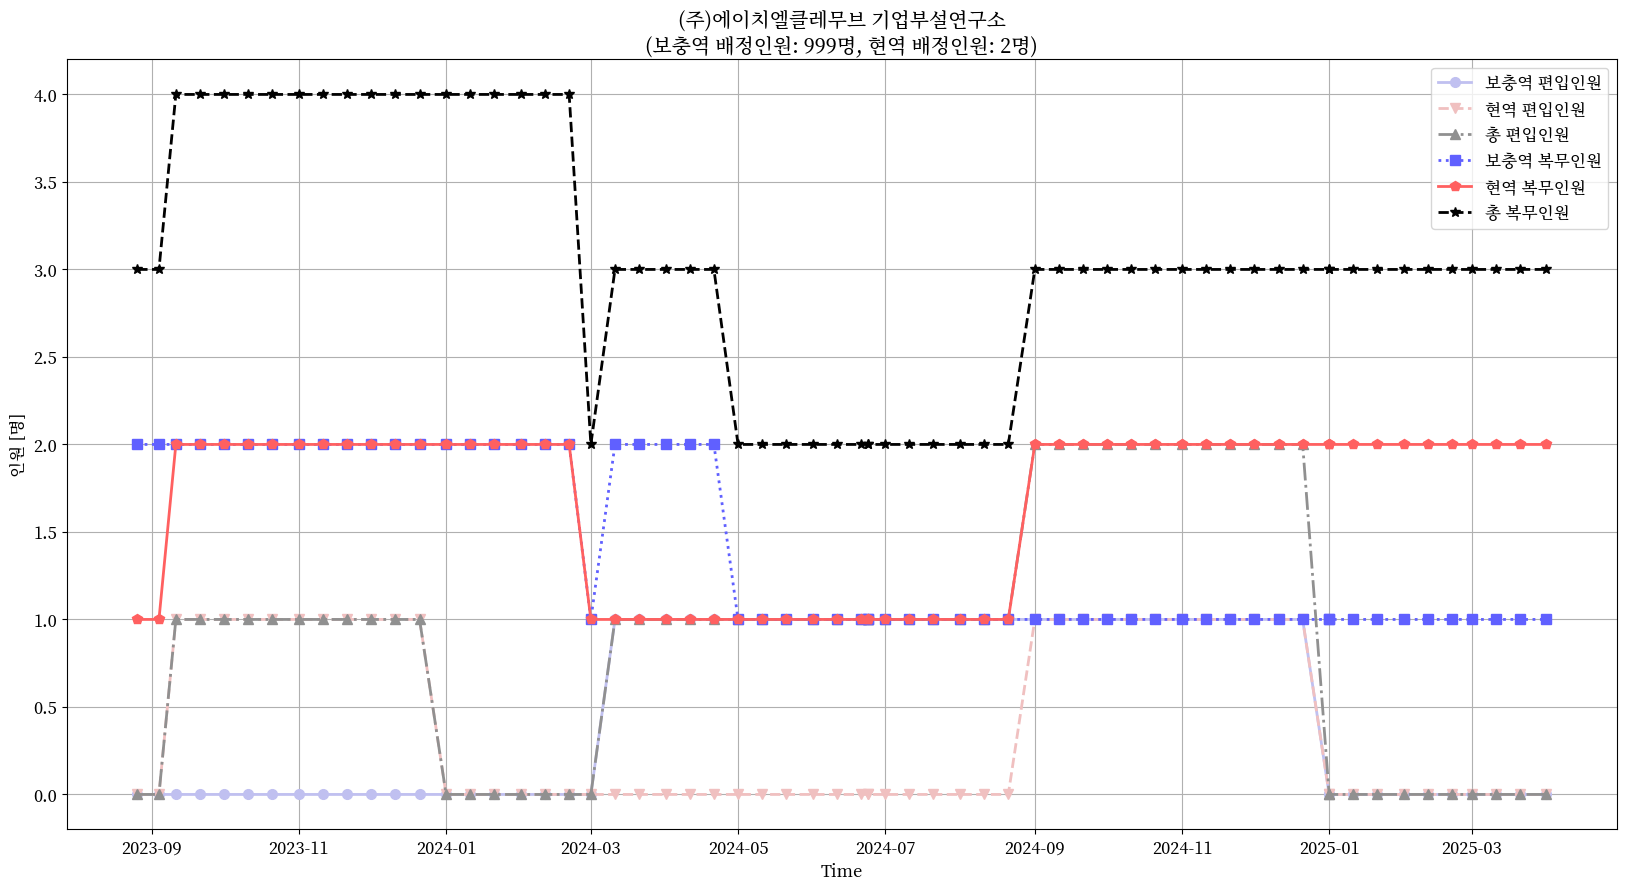 (주)에이치엘클레무브 기업부설연구소
(보충역 배정인원: 999명, 현역 배정인원: 2명)
보충역 편입인원
현역 편입인원
총 편입인원
보충역 복무인원
현역 복무인원
총 복무인원
인원 [명]
4.0
3.5
3.0
2.5
2.0
1.5
1.0
0.5
0.0
2023-09
2023-11
2024-01
2024-03
2024-05
2024-07
2024-09
2024-11
2025-01
2025-03
Time